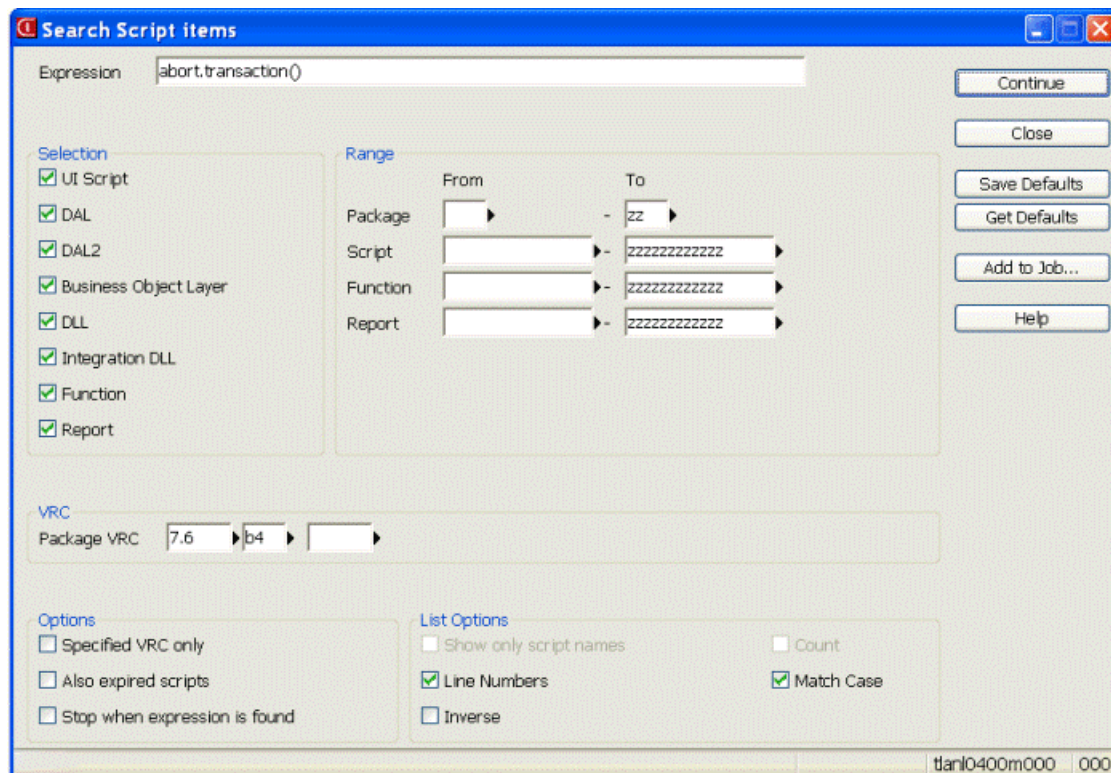 Search Script items
Expression abort.transaction()
Continue
Close
Save Defaults
Get Defaults
Add to Job...
Help
Selection
UI Script
DAL
DAL2
Business Object Layer
DLL
Integration DLL
Function
Report
Range
From To
Package - zz
Script - zzzzzzzzzzzz
Function - zzzzzzzzzzzz
Report - zzzzzzzzzzzz
VRC
Package VRC 7.6 b4
Options
Specified VRC only
Also expired scripts
Stop when expression is found
List Options
Show only script names Count
Line Numbers Match Case
Inverse
tlanl0400m000 000